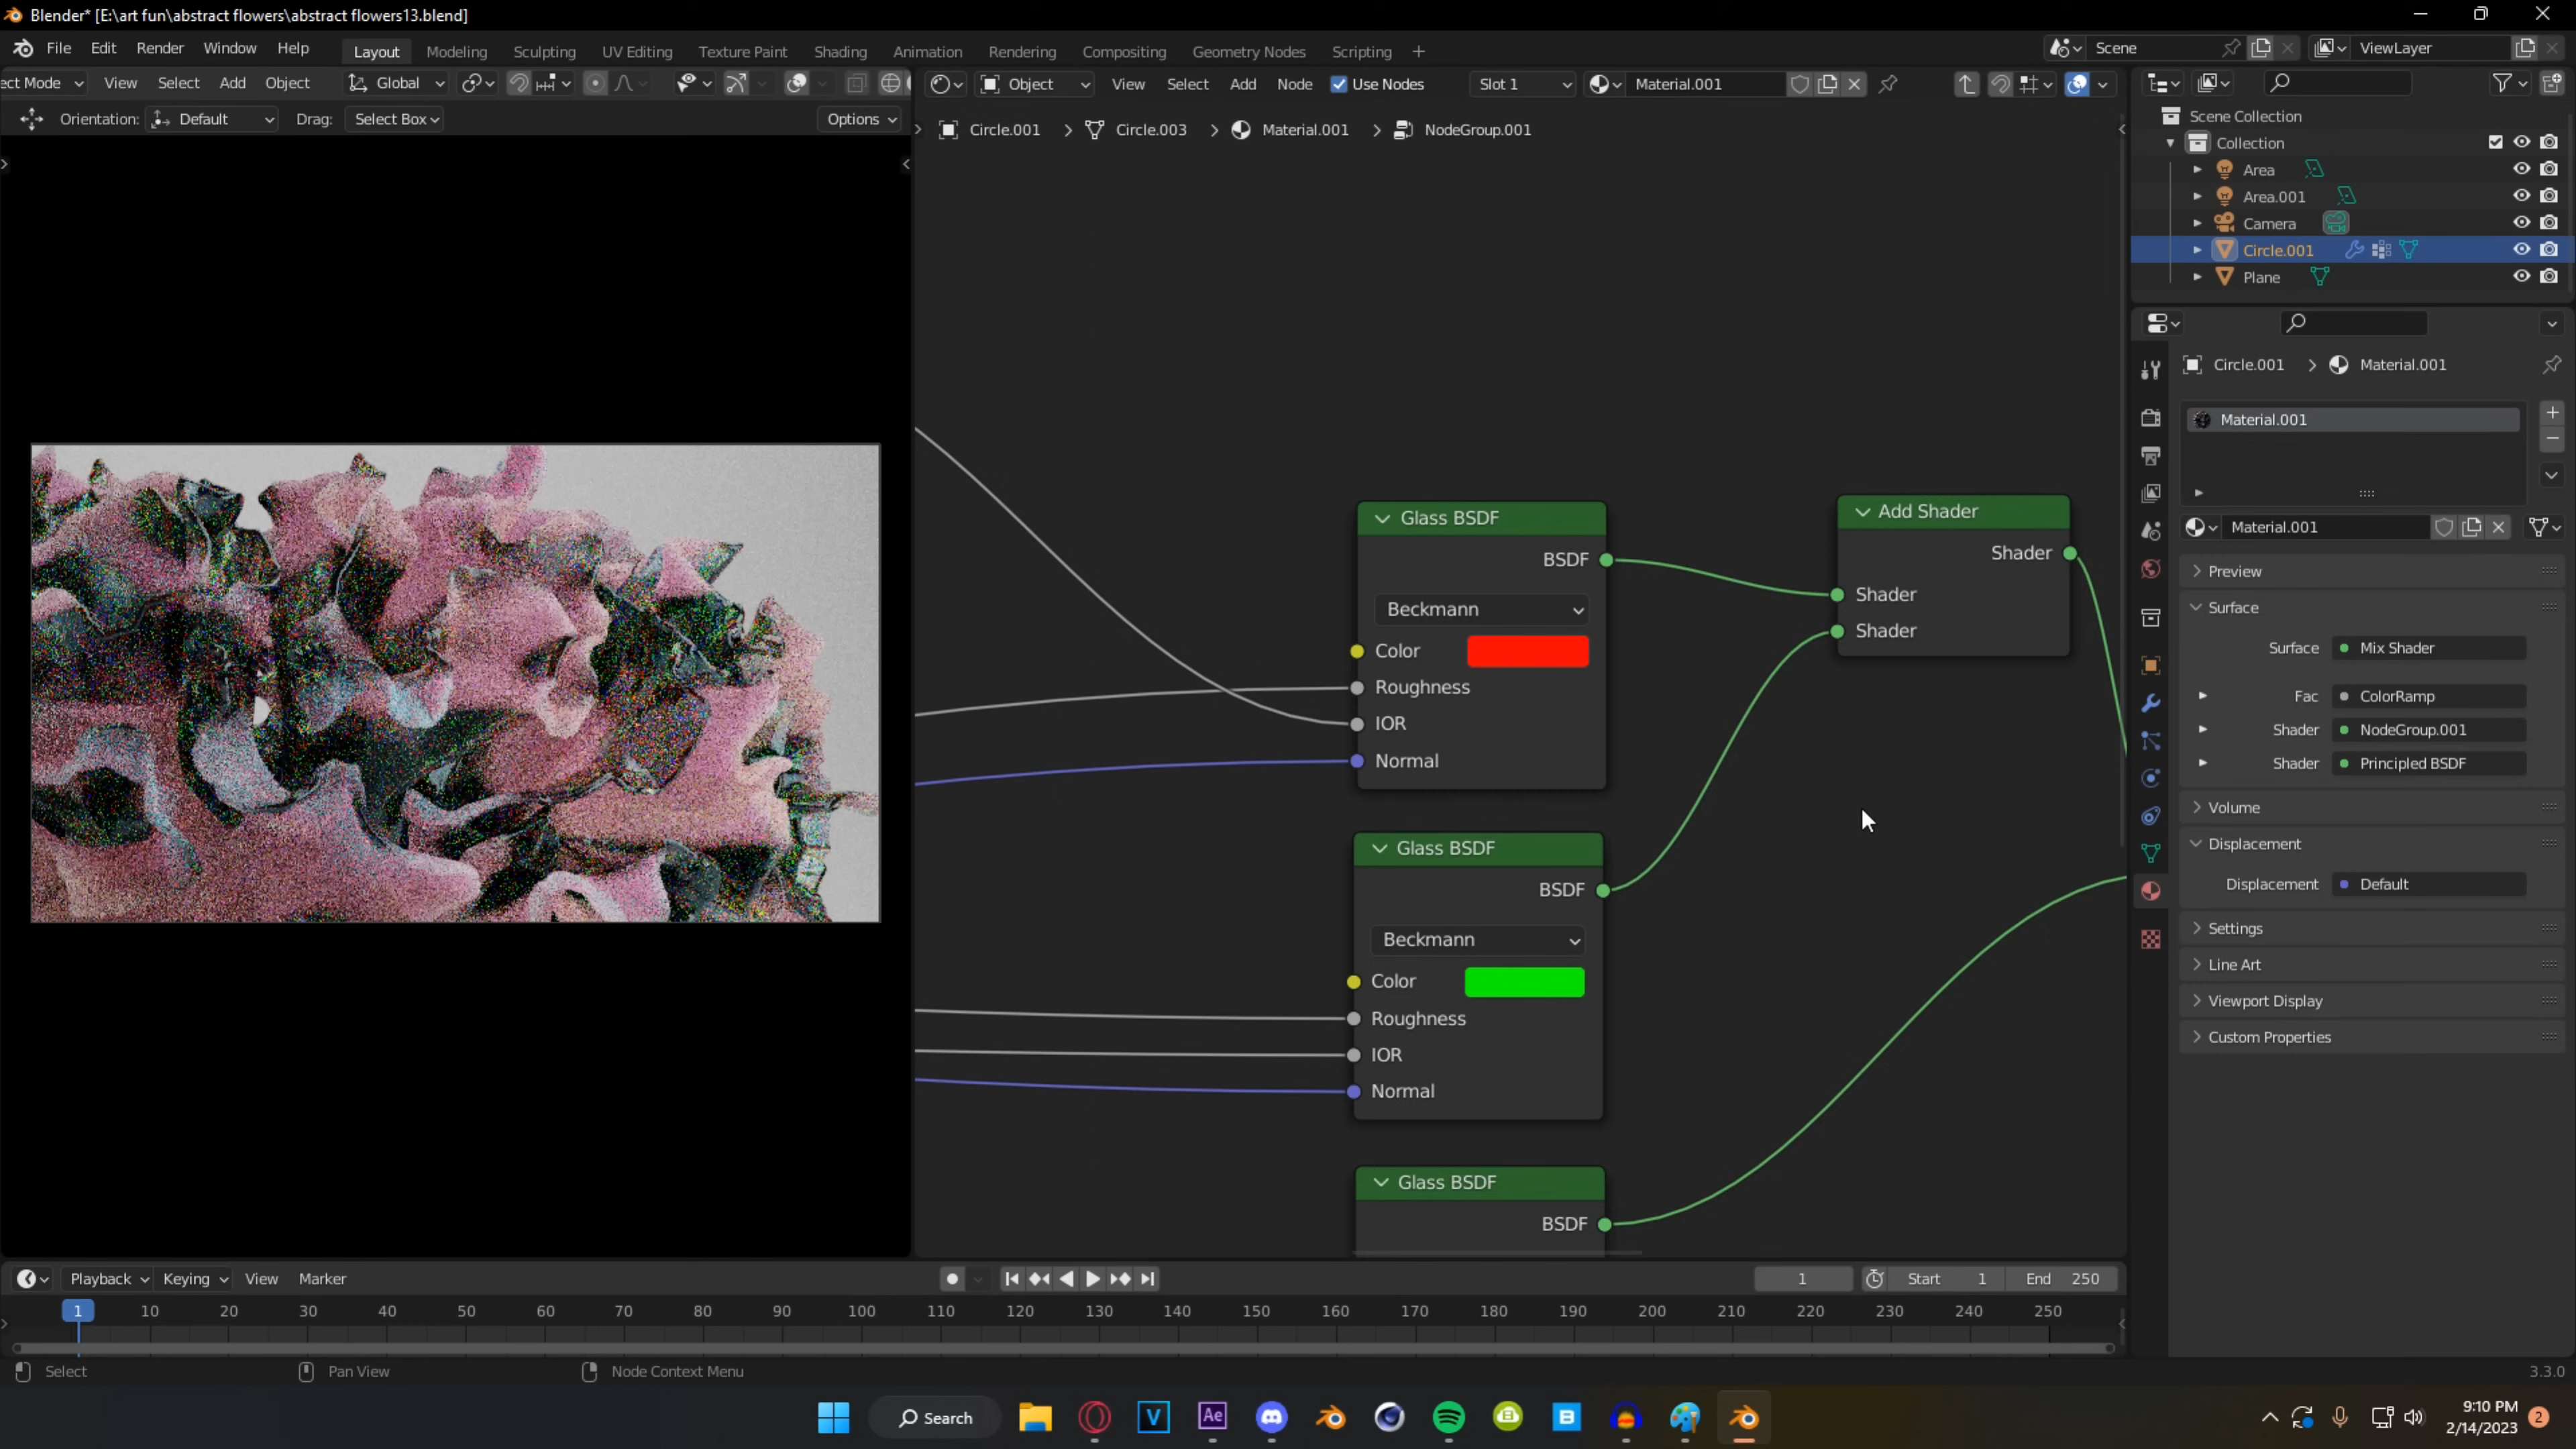 Blender* [E:\art fun\abstract flowers\abstract flowers13.blend]
File Edit Render Window Help Layout Modeling Sculpting UV Editing Texture Paint Shading Animation Rendering Compositing Geometry Nodes Scripting + Scene ViewLayer
ect Mode View Select Add Object Global Object View Select Add Node Use Nodes Slot 1 Material.001
Orientation: Default Drag: Select Box Options
Circle.001 > Circle.003 > Material.001 > NodeGroup.001
Scene Collection
Collection
Area
Area.001
Camera
Circle.001
Plane
Circle.001 > Material.001
Material.001
Material.001
Preview
Surface
Surface Mix Shader
Fac ColorRamp
Shader NodeGroup.001
Shader Principled BSDF
Volume
Displacement
Displacement Default
Settings
Line Art
Viewport Display
Custom Properties
Glass BSDF
BSDF
Beckmann
Color
Roughness
IOR
Normal
Add Shader
Shader
Shader
Shader
Glass BSDF
BSDF
Beckmann
Color
Roughness
IOR
Normal
Glass BSDF
BSDF
Playback Keying View Marker 1 Start 1 End 250
1 10 20 30 40 50 60 70 80 90 100 110 120 130 140 150 160 170 180 190 200 210 220 230 240 250
Select Pan View Node Context Menu 3.3.0
Search
V
Ae
B
9:10 PM
2/14/2023
2